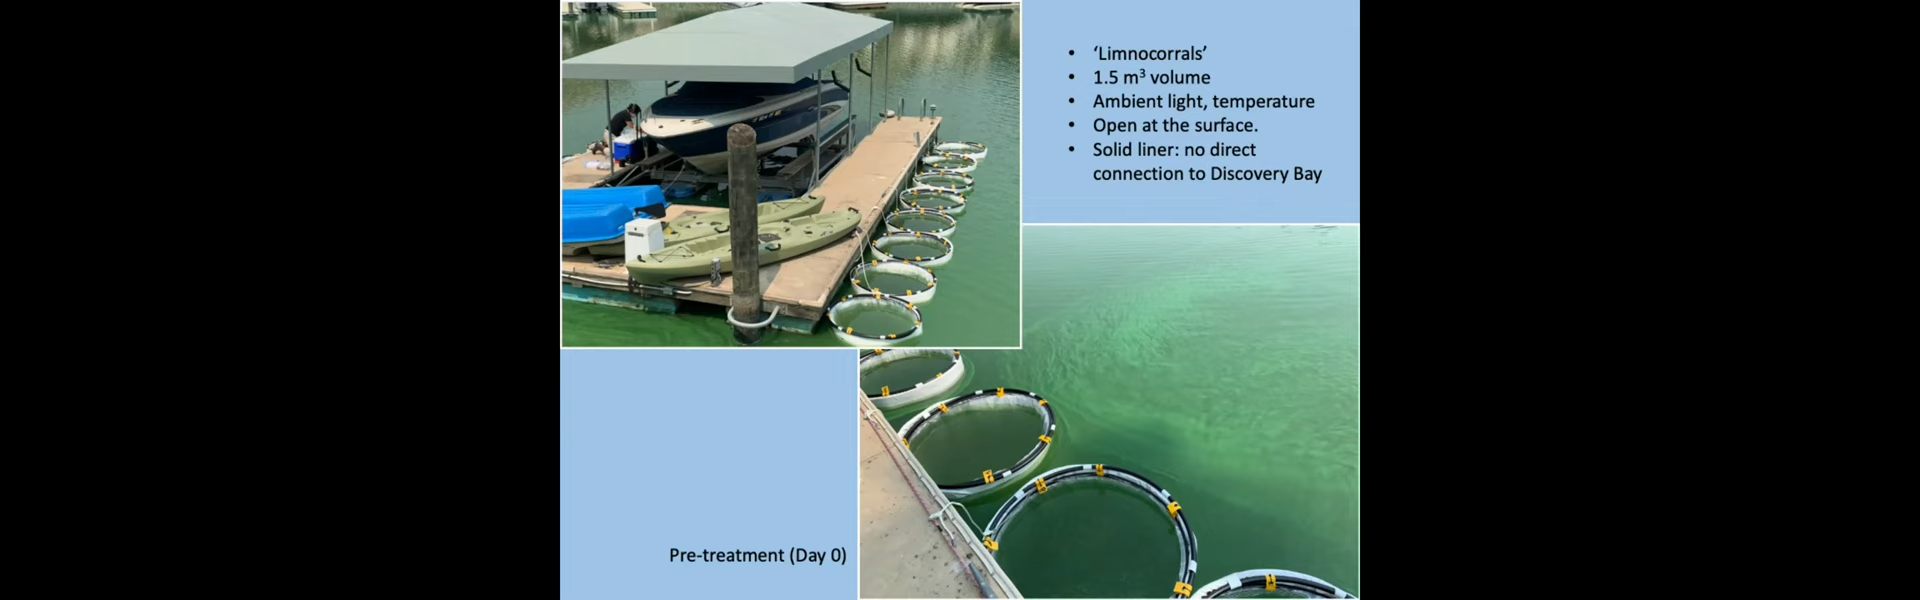 • ‘Limnocorrals’
• 1.5 m³ volume
• Ambient light, temperature
• Open at the surface.
• Solid liner: no direct
connection to Discovery Bay
Pre-treatment (Day 0)